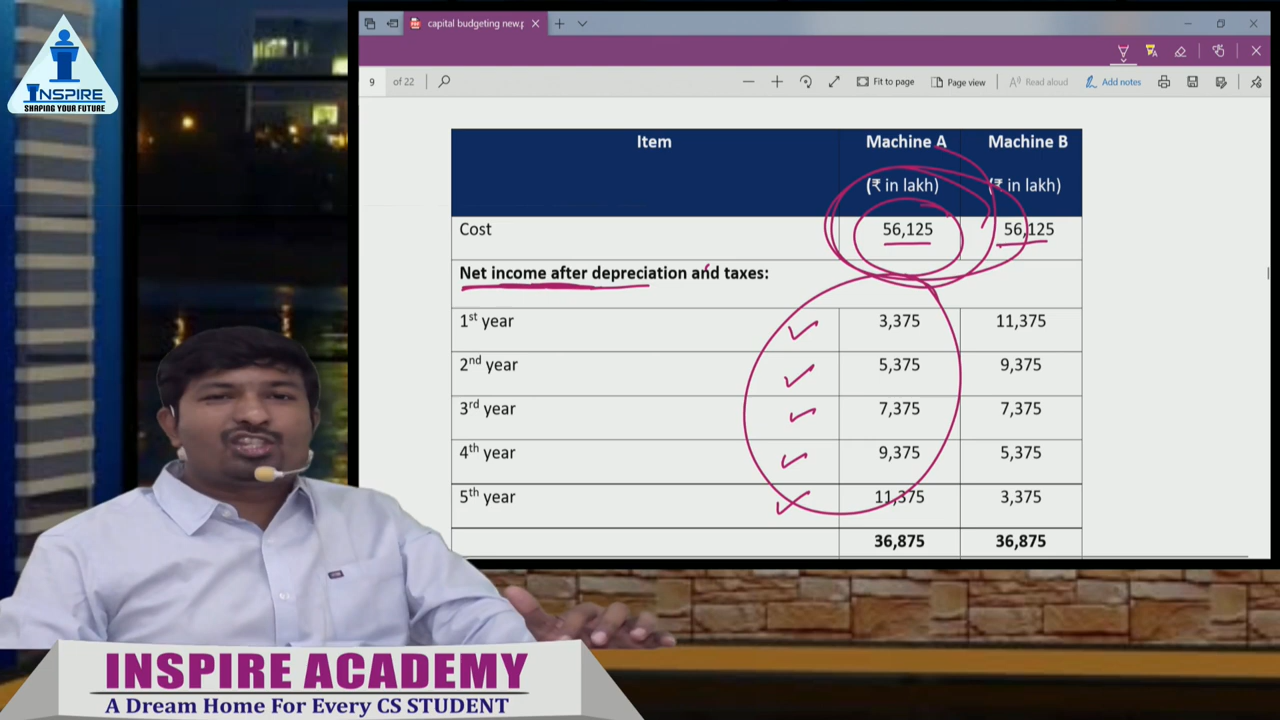 INSPIRE
SHAPING YOUR FUTURE
capital budgeting new.p
9 of 22
Fit to page
Page view
Read aloud
Add notes
Item Machine A Machine B
(₹ in lakh) (₹ in lakh)
Cost 56,125 56,125
Net income after depreciation and taxes:
1st year 3,375 11,375
2nd year 5,375 9,375
3rd year 7,375 7,375
4th year 9,375 5,375
5th year 11,375 3,375
36,875 36,875
INSPIRE ACADEMY
A Dream Home For Every CS STUDENT